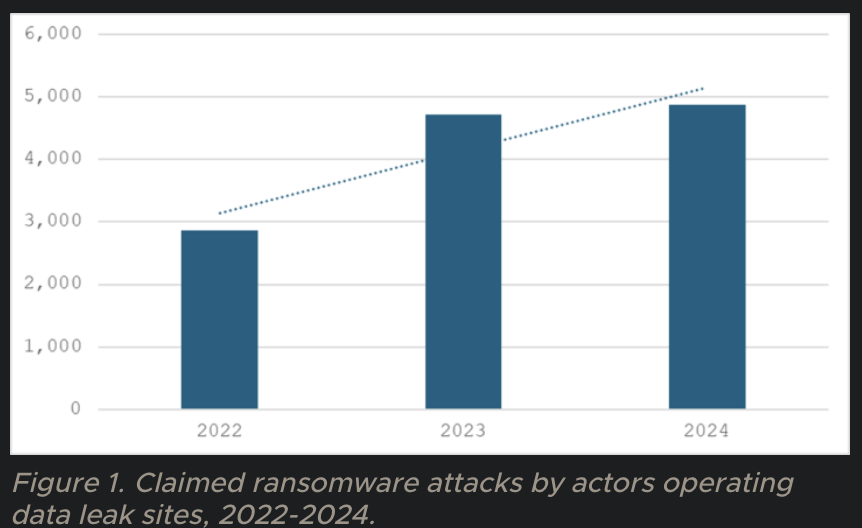 6,000
5,000
4,000
3,000
2,000
1,000
0
2022 2023 2024
Figure 1. Claimed ransomware attacks by actors operating
data leak sites, 2022-2024.